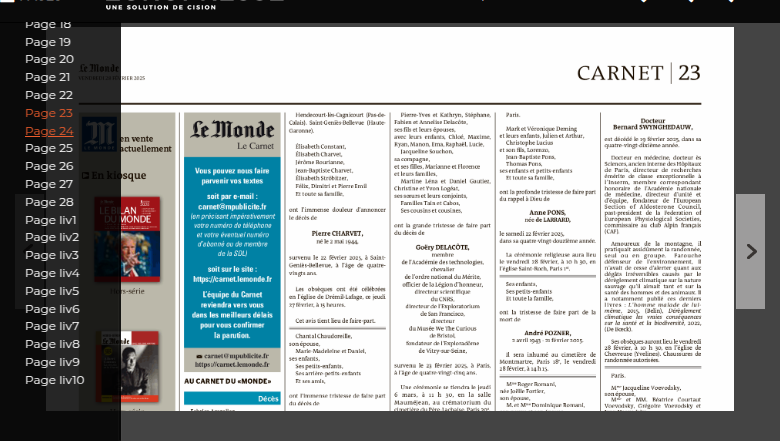 UNE SOLUTION DE CISION
Page 18
Page 19
Page 20
Page 21
Page 22
Page 23
Page 24
Page 25
Page 26
Page 27
Page 28
Page liv1
Page liv2
Page liv3
Page liv4
Page liv5
Page liv6
Page liv7
Page liv8
Page liv9
Page liv10
Le Monde
CARNET | 23
en vente
actuellement
En kiosque
LE BILAN
DU MONDE
Hors-série
Le Monde
Le Carnet
Vous pouvez nous faire
parvenir vos textes
soit par e-mail :
carnet@mpublicite.fr
(en précisant impérativement
votre numéro de téléphone
et votre éventuel numéro
d'abonné ou de membre
de la SDL)
soit sur le site :
https://carnet.lemonde.fr
L'équipe du Carnet
reviendra vers vous
dans les meilleurs délais
pour vous confirmer
la parution.
carnet@mpublicite.fr
https://carnet.lemonde.fr
AU CARNET DU «MONDE»
Décès
Hendecourt-lès-Cagnicourt (Pas-de-
Calais). Saint-Geniès-Bellevue (Haute-
Garonne).
Élisabeth Constant,
Élisabeth Charvet,
Jérôme Bourianne,
Jean-Baptiste Charvet,
Élisabeth Ströbitzer,
Félix, Dimitri et Pierre Emil
Et toute sa famille,
ont l'immense douleur d'annoncer
le décès de
Pierre CHARVET,
né le 2 mai 1944,
survenu le 22 février 2025, à Saint-
Geniès-Bellevue, à l'âge de quatre-
vingts ans.
Les obsèques ont été célébrées
en l'église de Drémil-Lafage, ce jeudi
27 février, à 15 heures.
Cet avis tient lieu de faire-part.
Chantal Chaudeurelle,
son épouse,
Marie-Madeleine et Daniel,
ses enfants,
Ses petits-enfants,
Ses arrière-petits-enfants
Et ses amis,
ont l'immense tristesse de faire part
du décès de
Pierre-Yves et Kathryn, Stéphane,
Fabien et Annelise Delacôte,
ses fils et leurs épouses,
avec leurs enfants, Chloé, Maxime,
Ryan, Manon, Ema, Raphaël, Lucie,
Jacqueline Souchon,
sa compagne,
et ses filles, Marianne et Florence
et leurs enfants,
Martine Léna et Daniel Gautier,
Christine et Yvon Logéat,
ses sœurs et leurs conjoints,
Familles Taïn et Cabou,
Ses cousins et cousines,
ont la grande tristesse de faire part
du décès de
Goéry DELACÔTE,
membre
de l'Académie des technologies,
chevalier
de l'ordre national du Mérite,
officier de la Légion d'honneur,
directeur scientifique
du CNRS,
directeur de l'Exploratorium
de San Francisco,
directeur
du Musée We The Curious
de Bristol,
fondateur de l'Exploradôme
de Vitry-sur-Seine,
survenu le 23 février 2025, à Paris,
à l'âge de quatre-vingt-cinq ans.
Une cérémonie se tiendra le jeudi
6 mars, à 11 h 30, en la salle
Mauméjean, au crématorium du
cimetière du Père-Lachaise, Paris 20e.
Paris.
Mark et Véronique Deming
et leurs enfants, Julien et Arthur,
Christophe Lucius
et son fils, Lorenzo,
Jean-Baptiste Pons,
Thomas Pons,
ses enfants et petits-enfants
Et toute sa famille,
ont la profonde tristesse de faire part
du rappel à Dieu de
Anne PONS,
née de LARRARD,
le samedi 22 février 2025,
dans sa quatre-vingt-douzième année.
La cérémonie religieuse aura lieu
le vendredi 28 février, à 10 h 30, en
l'église Saint-Roch, Paris 1er.
Ses enfants,
Ses petits-enfants
Et toute sa famille,
ont la tristesse de faire part de la
mort de
André POZNER,
2 avril 1943 - 21 février 2025.
Il sera inhumé au cimetière de
Montmartre, Paris 18e, le vendredi
28 février, à 14 h 15.
Mme Roger Romani,
née Joëlle Fortier,
son épouse,
M. et Mme Dominique Romani,
Docteur
Bernard SWYNGHEDAUW,
est décédé le 19 février 2025, dans sa
quatre-vingt-dixième année.
Docteur en médecine, docteur ès
Sciences, ancien interne des Hôpitaux
de Paris, directeur de recherches
émérite de classe exceptionnelle à
l'Inserm, membre correspondant
honoraire de l'Académie nationale
de médecine, directeur d'unité et
d'équipe, fondateur de l'European
Section of Aldosterone Council,
past-president de la Federation of
European Physiological Societies,
commissaire au club Alpin français
(CAF).
Amoureux de la montagne, il
pratiquait assidûment la randonnée,
seul ou en groupe. Farouche
défenseur de l'environnement, il
n'avait de cesse d'alerter quant aux
dégâts irréversibles causés par le
dérèglement climatique sur la nature
sauvage qu'il aimait tant et sur la
santé des hommes et des animaux. Il
a notamment publié ces derniers
livres : L'homme malade de lui-
même, 2015, (Belin), Dérèglement
climatique : les vraies conséquences
sur la santé et la biodiversité, 2022,
(De Boeck).
Ses obsèques auront lieu le vendredi
28 février, à 10 h 30, en l'église de
Chevreuse (Yvelines). Chaussures de
randonnée autorisées.
Paris.
Mme Jacqueline Voevodsky,
son épouse,
M. et MM. Béatrice Courtaut